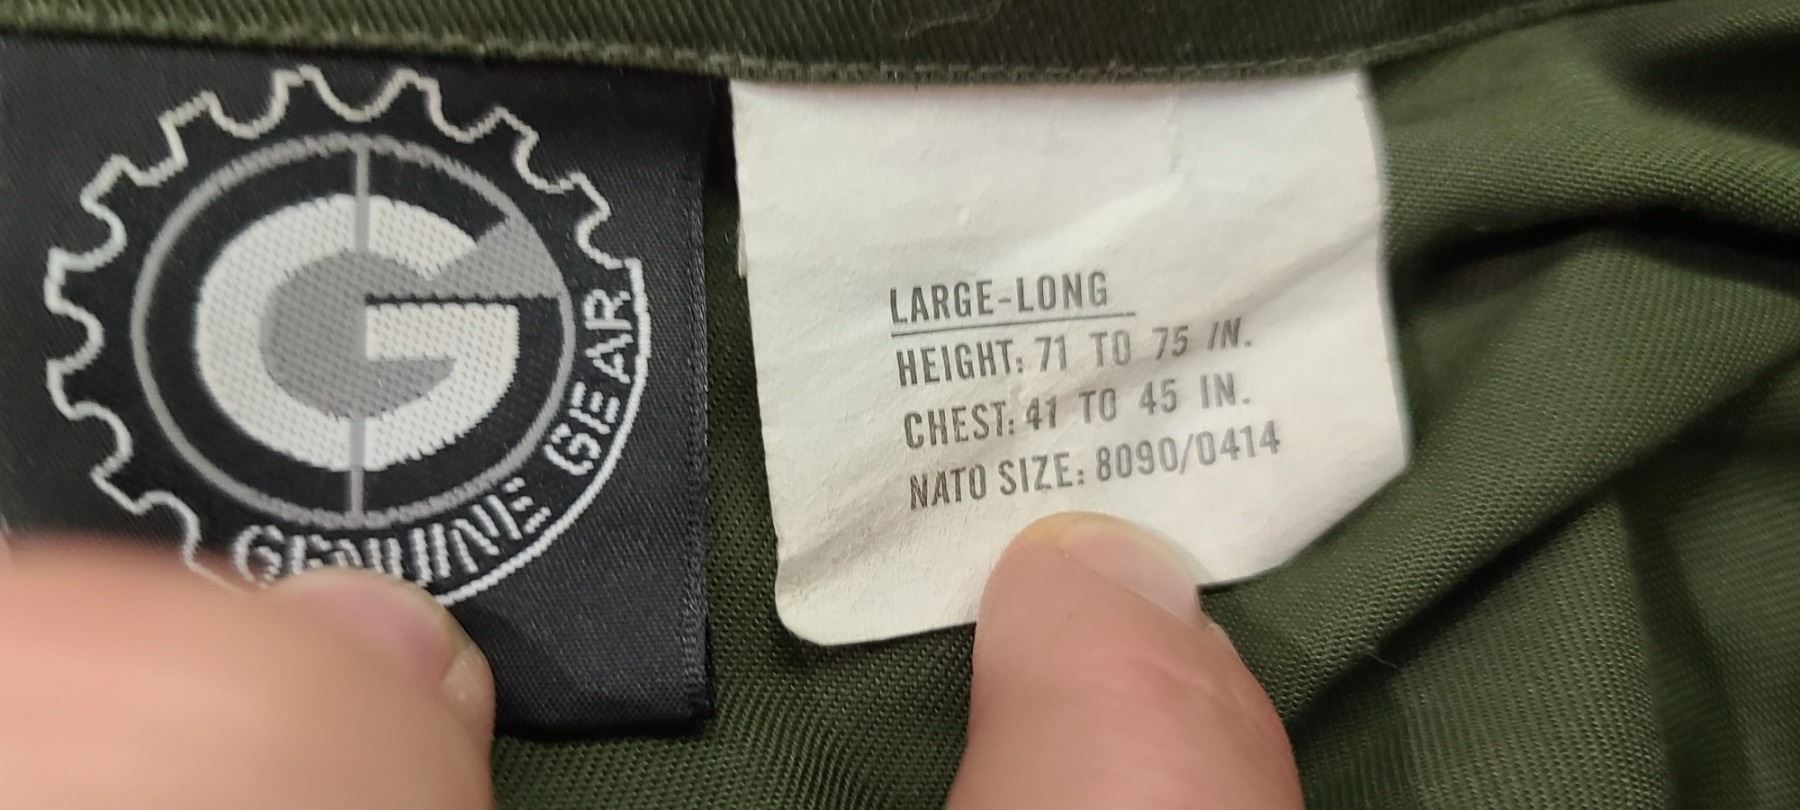 GENUINE GEAR
LARGE-LONG
HEIGHT: 71 TO 75 IN.
CHEST: 41 TO 45 IN.
NATO SIZE: 8090/0414